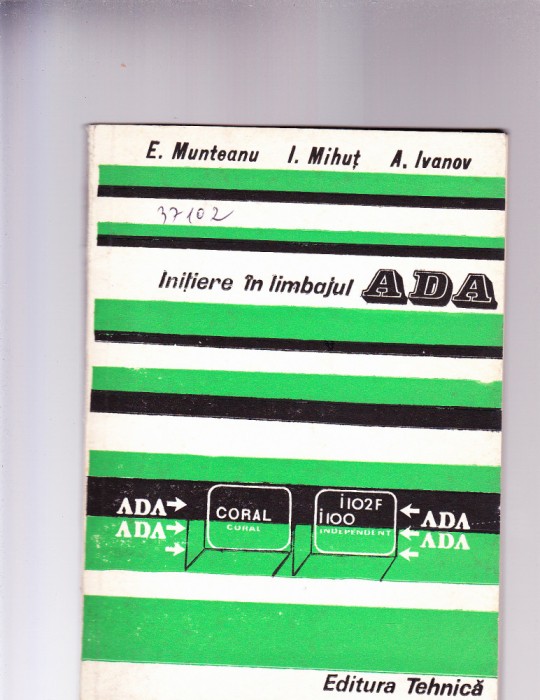 E. Munteanu I. Mihuț A. Ivanov
37102
Inițiere în limbajul ADA
ADA→ CORAL i102F ←ADA
ADA→ CORAL i100 ←ADA
→ INDEPENDENT ←
Editura Tehnică